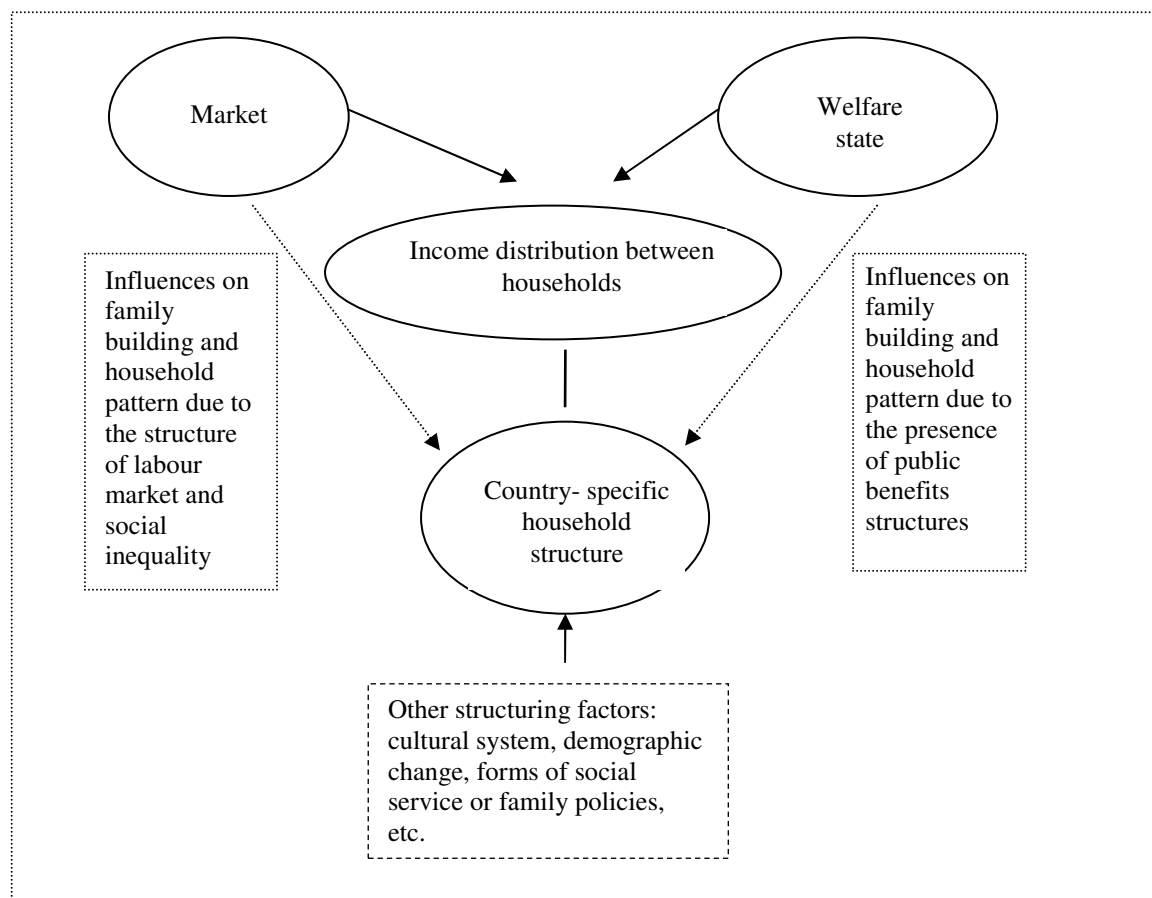 Market
Welfare
state
Income distribution between
households
Influences on
family
building and
household
pattern due to
the structure
of labour
market and
social
inequality
Influences on
family
building and
household
pattern due to
the presence
of public
benefits
structures
Country- specific
household
structure
Other structuring factors:
cultural system, demographic
change, forms of social
service or family policies,
etc.